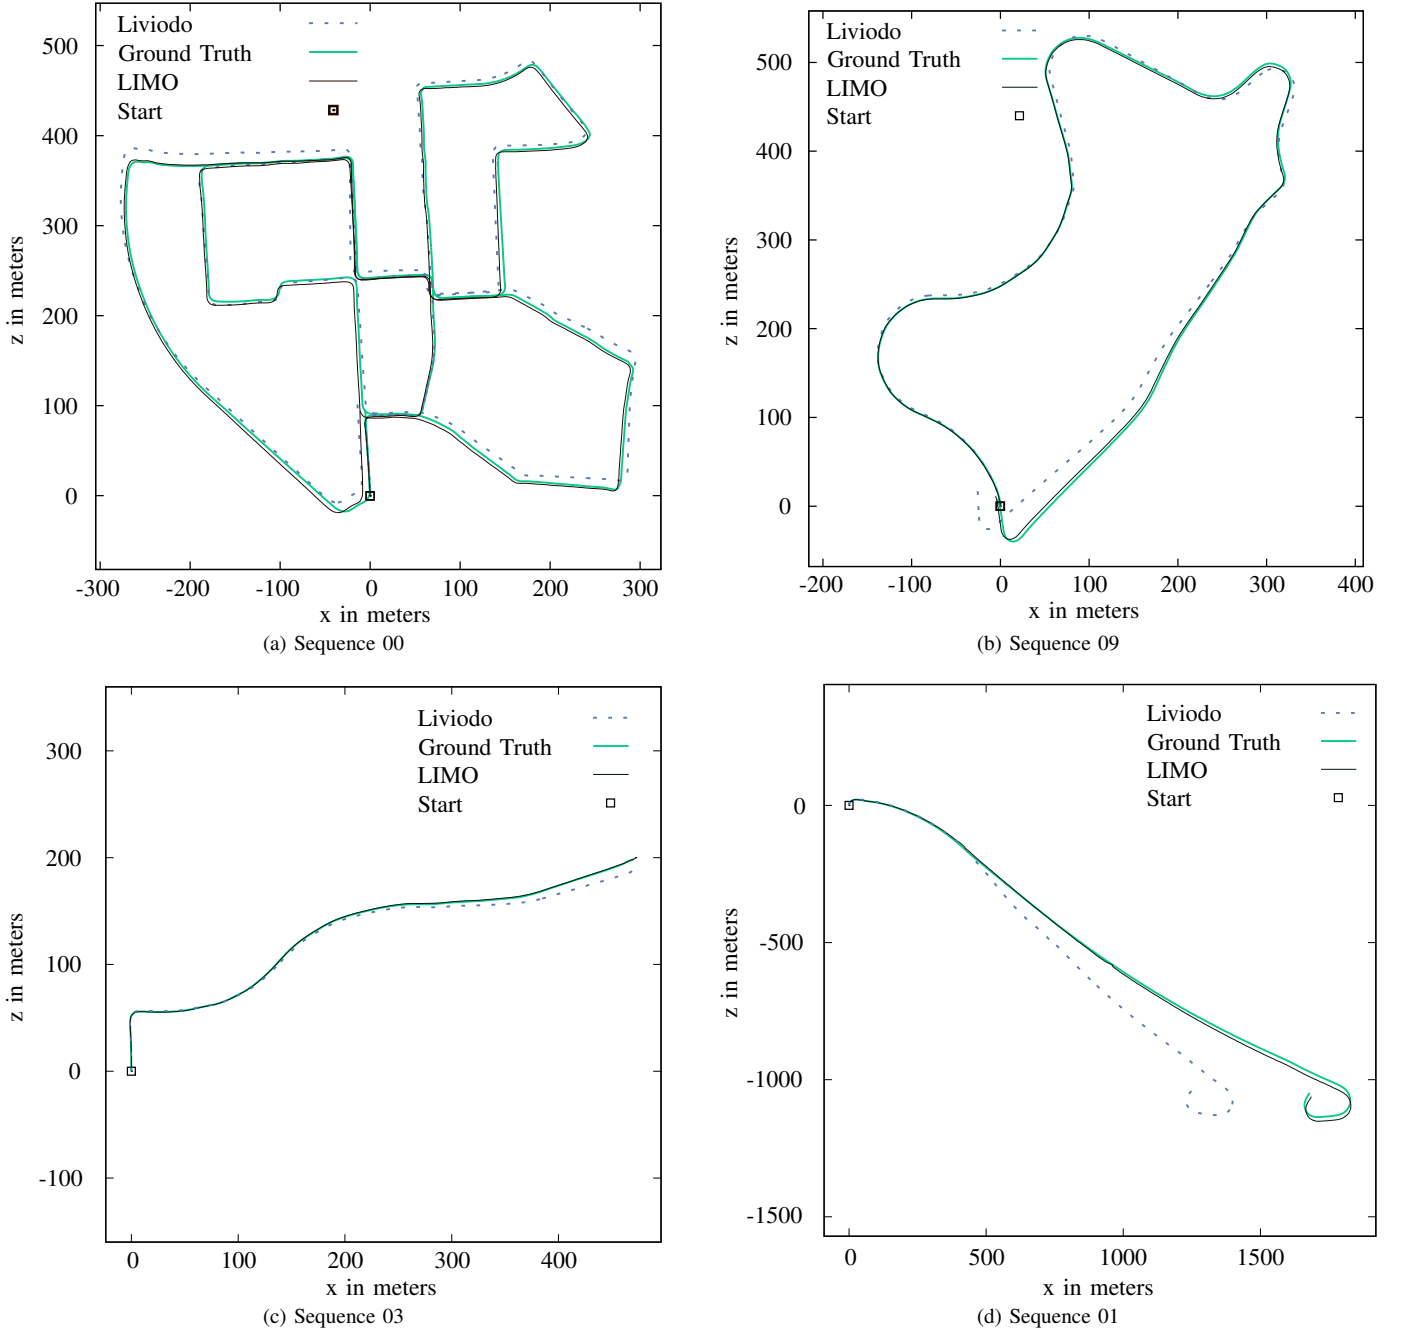 Liviodo
Ground Truth
LIMO
Start
500
400
300
200
100
0
z in meters
-300
-200
-100
0
100
200
300
x in meters
(a) Sequence 00
Liviodo
Ground Truth
LIMO
Start
500
400
300
200
100
0
z in meters
-200
-100
0
100
200
300
400
x in meters
(b) Sequence 09
Liviodo
Ground Truth
LIMO
Start
300
200
100
0
-100
z in meters
0
100
200
300
400
x in meters
(c) Sequence 03
Liviodo
Ground Truth
LIMO
Start
0
-500
-1000
-1500
z in meters
0
500
1000
1500
x in meters
(d) Sequence 01